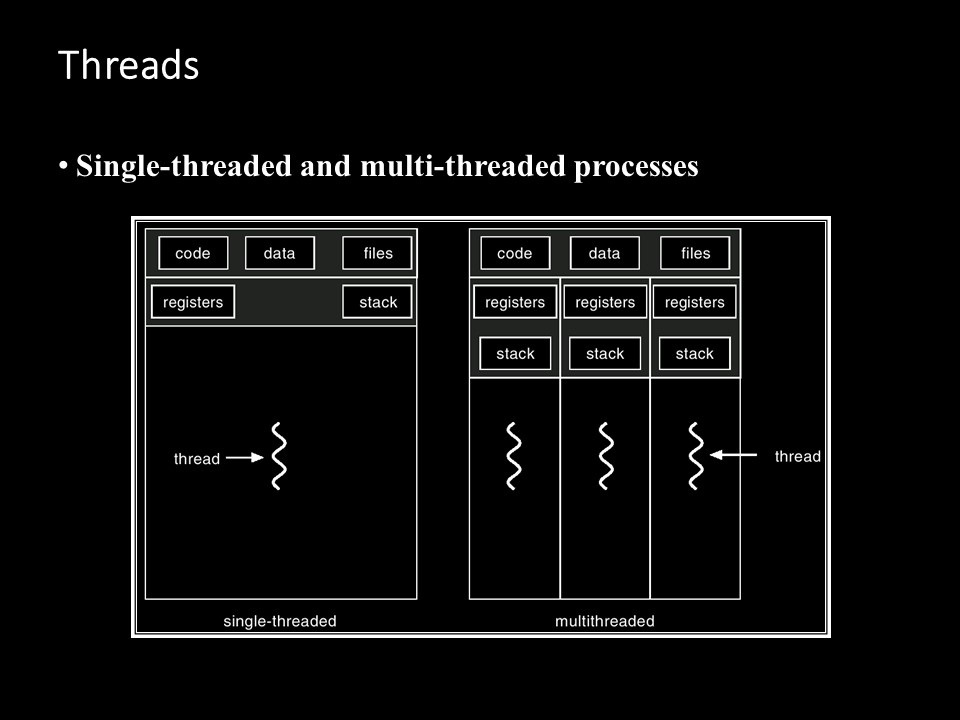 Threads
• Single-threaded and multi-threaded processes
code data files
registers stack
thread
single-threaded
code data files
registers registers registers
stack stack stack
thread
multithreaded